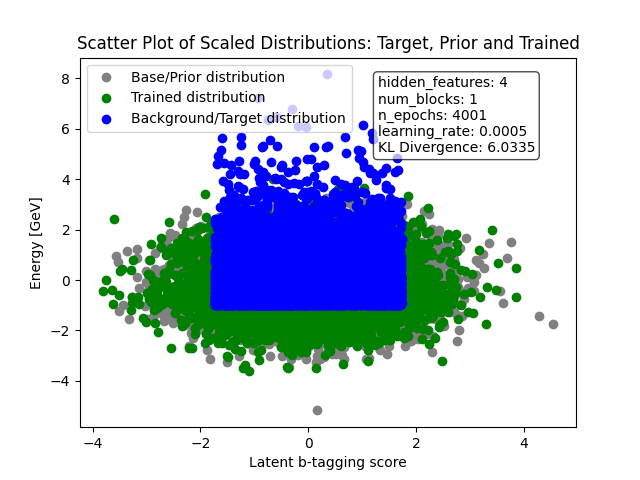 Scatter Plot of Scaled Distributions: Target, Prior and Trained
Base/Prior distribution
Trained distribution
Background/Target distribution
hidden_features: 4
num_blocks: 1
n_epochs: 4001
learning_rate: 0.0005
KL Divergence: 6.0335
Energy [GeV]
8
6
4
2
0
−2
−4
−4
−2
0
2
4
Latent b-tagging score